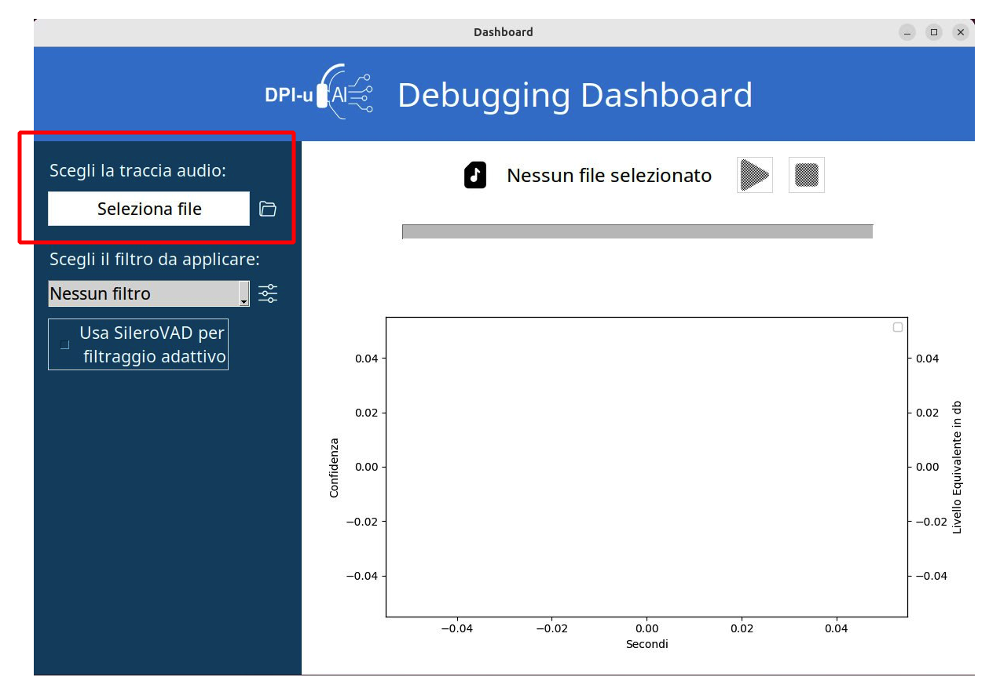 Dashboard
DPI-u AI Debugging Dashboard
Scegli la traccia audio:
Seleziona file
Scegli il filtro da applicare:
Nessun filtro
Usa SileroVAD per
filtraggio adattivo
Nessun file selezionato
0.04
0.02
0.00
−0.02
−0.04
Confidenza
0.04
0.02
0.00
−0.02
−0.04
Livello Equivalente in db
−0.04 −0.02 0.00 0.02 0.04
Secondi